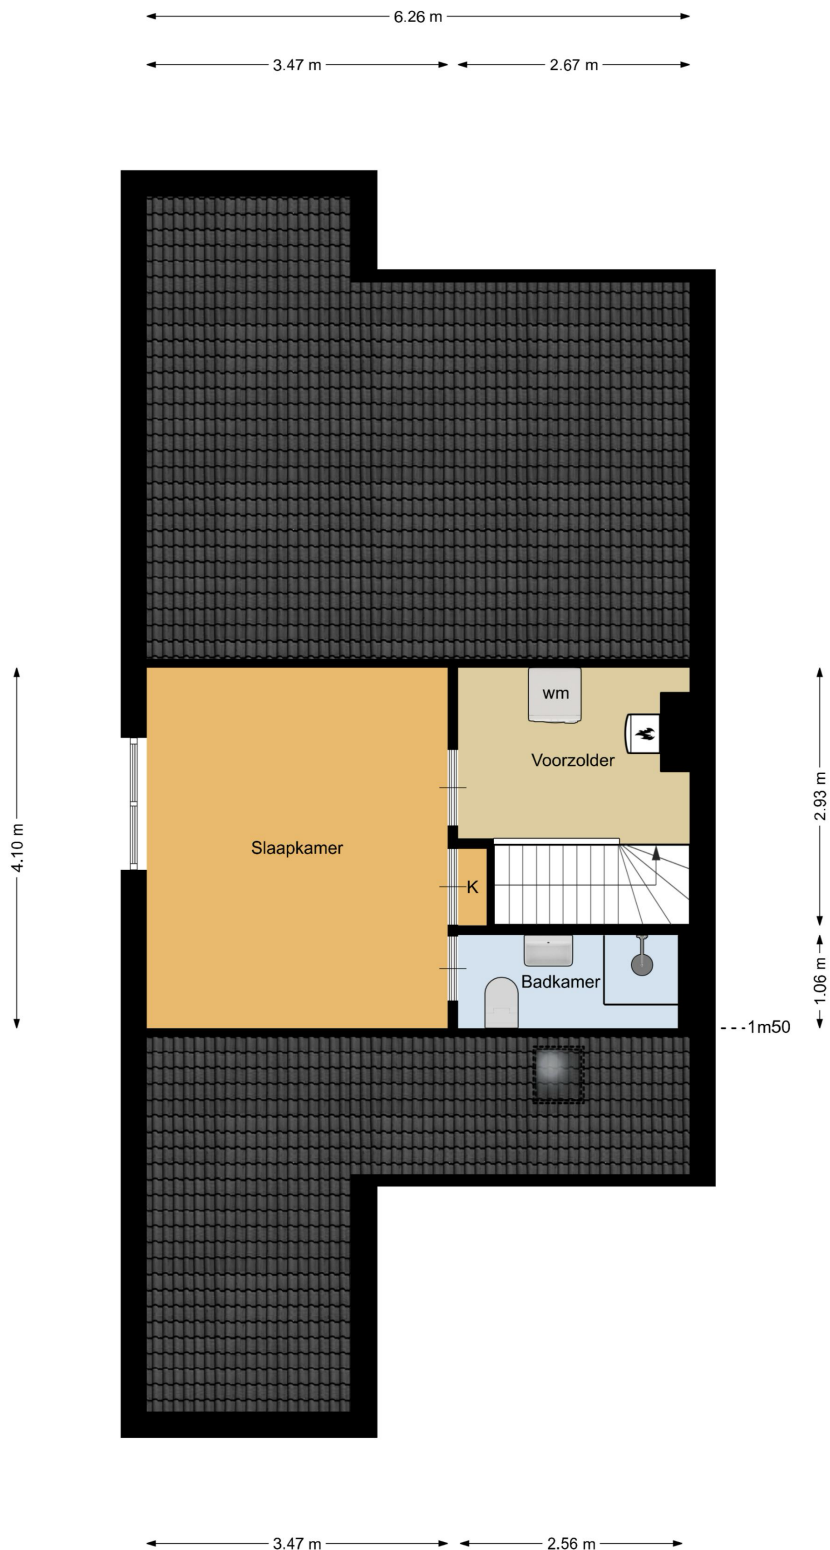 6.26 m
3.47 m
2.67 m
wm
Voorzolder
4.10 m
2.93 m
Slaapkamer
K
Badkamer
1.06 m
1m50
3.47 m
2.56 m